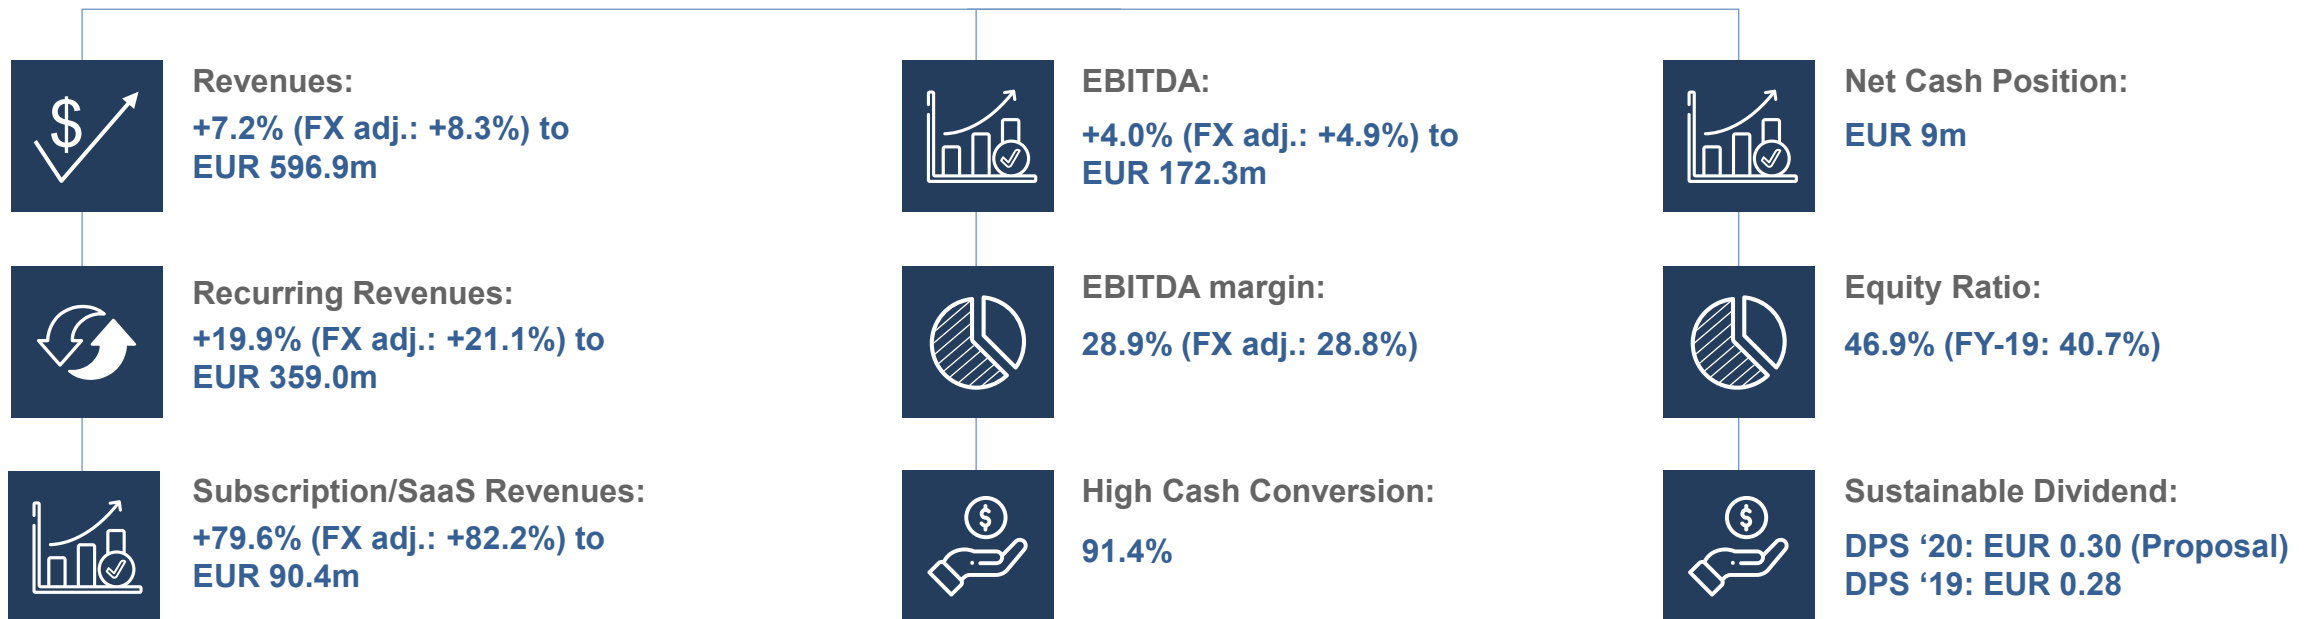 Revenues:
+7.2% (FX adj.: +8.3%) to
EUR 596.9m
Recurring Revenues:
+19.9% (FX adj.: +21.1%) to
EUR 359.0m
Subscription/SaaS Revenues:
+79.6% (FX adj.: +82.2%) to
EUR 90.4m
EBITDA:
+4.0% (FX adj.: +4.9%) to
EUR 172.3m
EBITDA margin:
28.9% (FX adj.: 28.8%)
High Cash Conversion:
91.4%
Net Cash Position:
EUR 9m
Equity Ratio:
46.9% (FY-19: 40.7%)
Sustainable Dividend:
DPS ‘20: EUR 0.30 (Proposal)
DPS ‘19: EUR 0.28